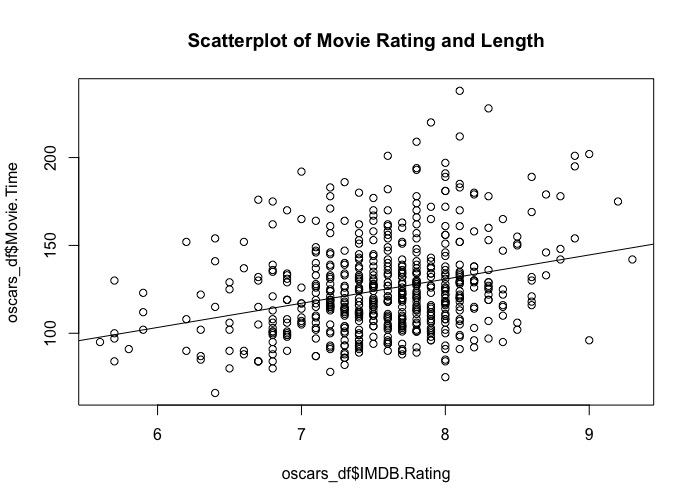 Scatterplot of Movie Rating and Length
oscars_df$Movie.Time
200
150
100
6 7 8 9
oscars_df$IMDB.Rating